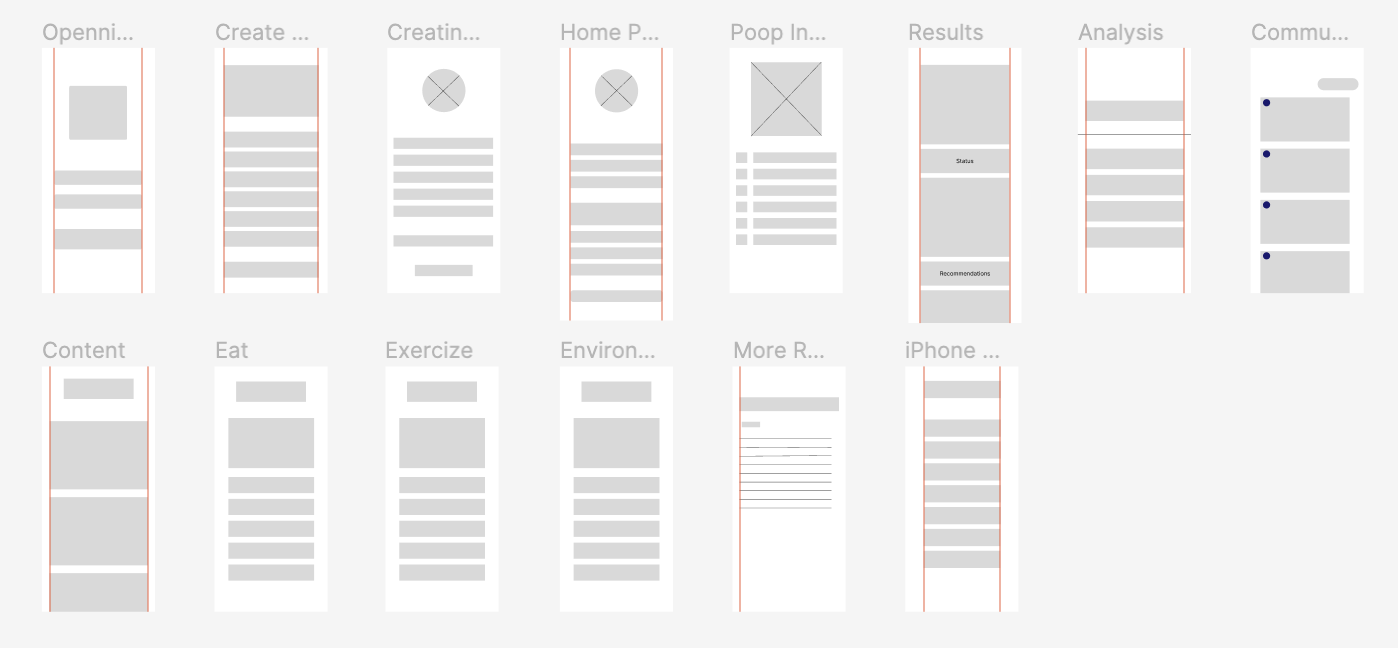 Openni...
Create ...
Creatin...
Home P...
Poop In...
Results
Analysis
Commu...
Status
Recommendations
Content
Eat
Exercize
Environ...
More R...
iPhone ...